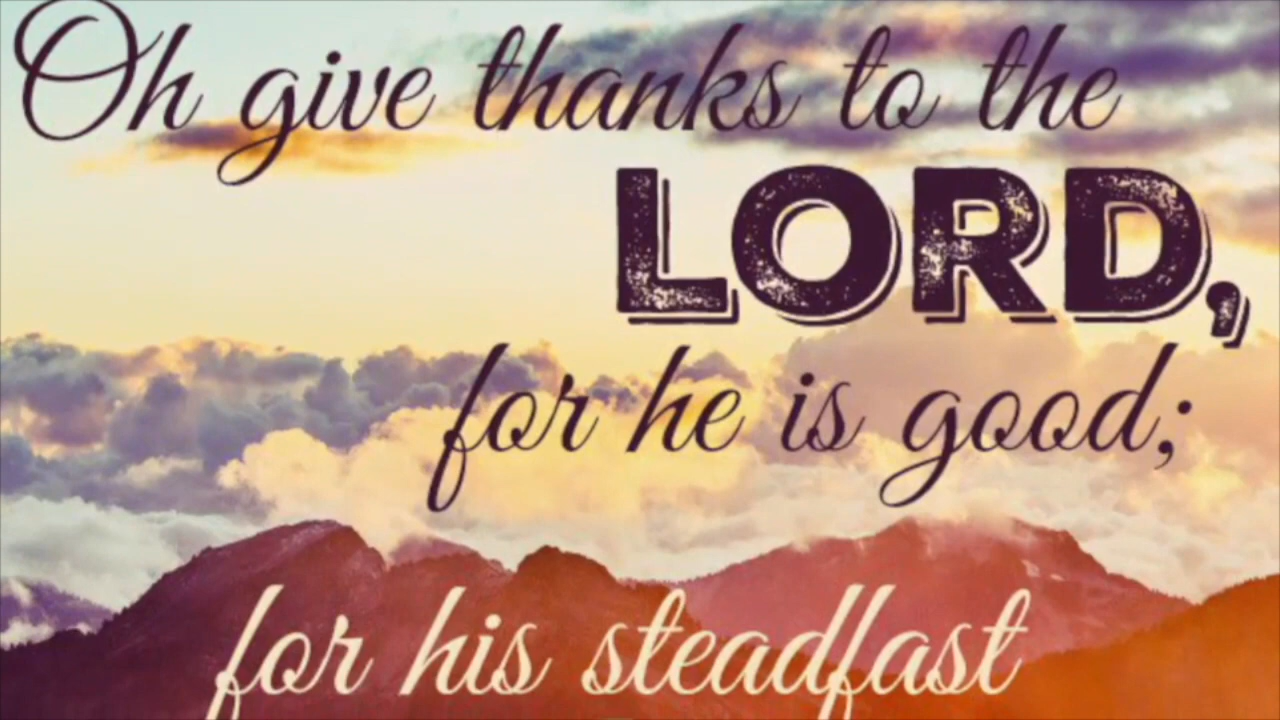 Oh give thanks to the
LORD,
for he is good;
for his steadfast